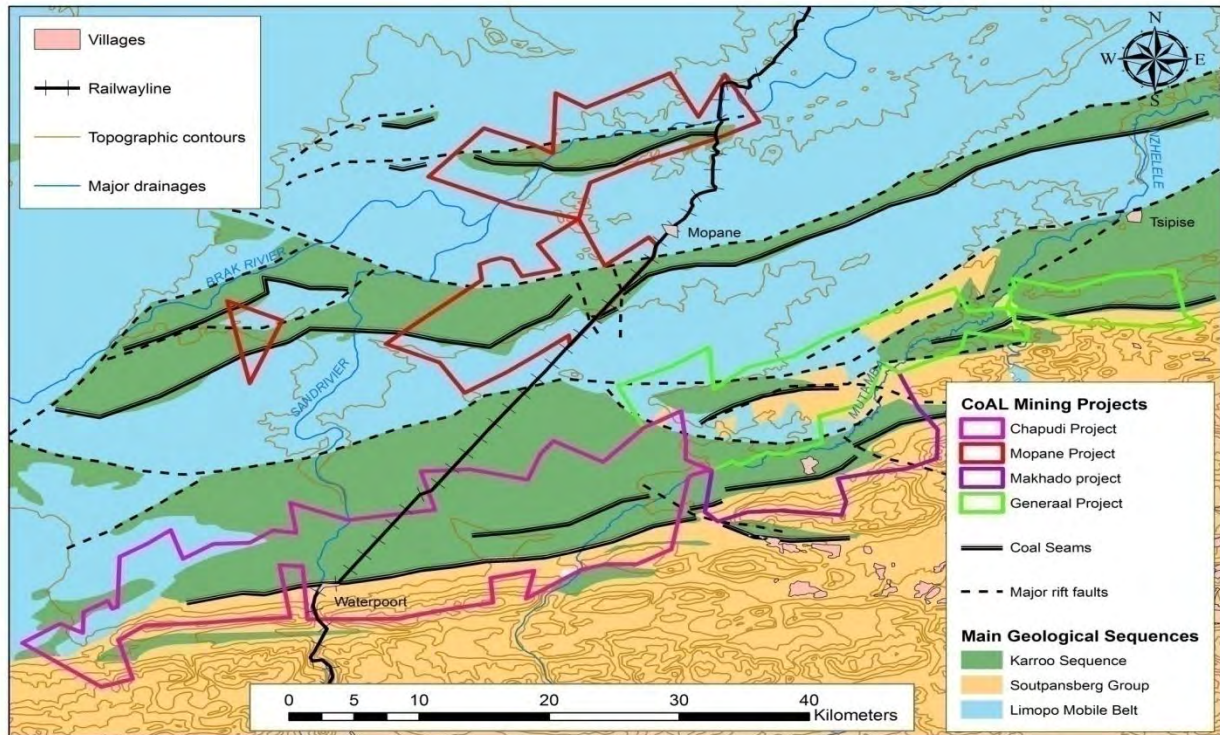 Villages
Railwayline
Topographic contours
Major drainages
N
W E
S
NZHELELE
Tsipise
Mopane
BRAK RIVIER
SANDRIVIER
MUTAMB
Waterpoort
CoAL Mining Projects
Chapudi Project
Mopane Project
Makhado project
Generaal Project
Coal Seams
Major rift faults
Main Geological Sequences
Karroo Sequence
Soutpansberg Group
Limopo Mobile Belt
0 5 10 20 30 40
Kilometers